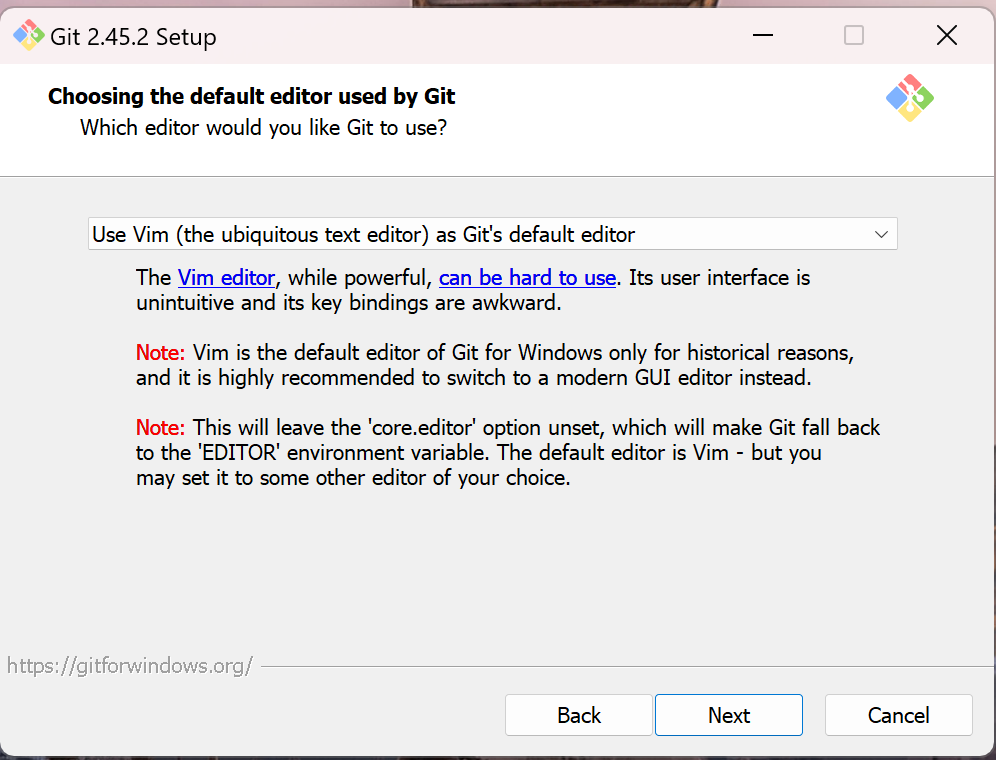 Git 2.45.2 Setup
Choosing the default editor used by Git
Which editor would you like Git to use?
Use Vim (the ubiquitous text editor) as Git's default editor
The Vim editor, while powerful, can be hard to use. Its user interface is
unintuitive and its key bindings are awkward.
Note: Vim is the default editor of Git for Windows only for historical reasons,
and it is highly recommended to switch to a modern GUI editor instead.
Note: This will leave the 'core.editor' option unset, which will make Git fall back
to the 'EDITOR' environment variable. The default editor is Vim - but you
may set it to some other editor of your choice.
https://gitforwindows.org/
Back Next Cancel